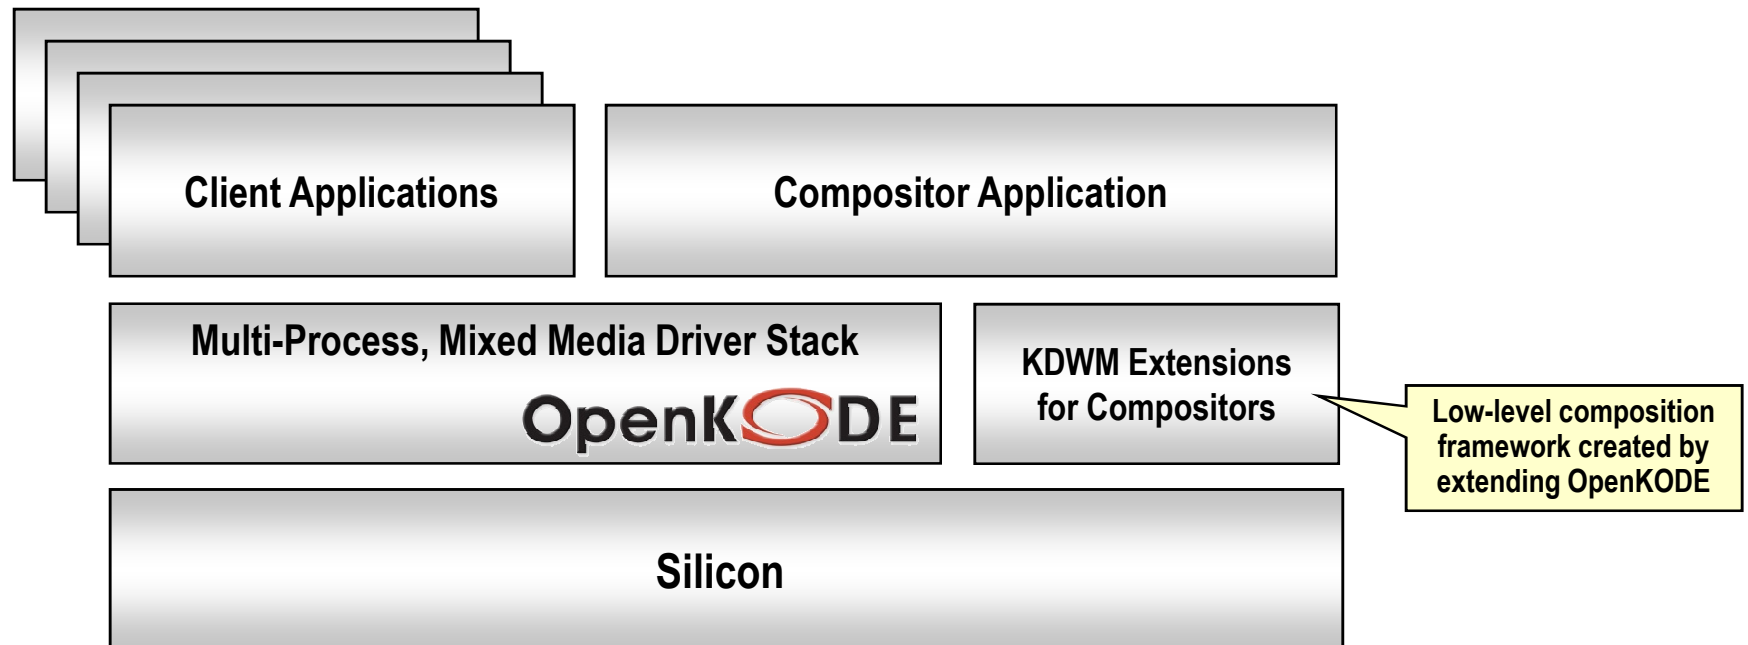 Client Applications
Compositor Application
Multi-Process, Mixed Media Driver Stack
OpenKODE
KDWM Extensions
for Compositors
Low-level composition
framework created by
extending OpenKODE
Silicon